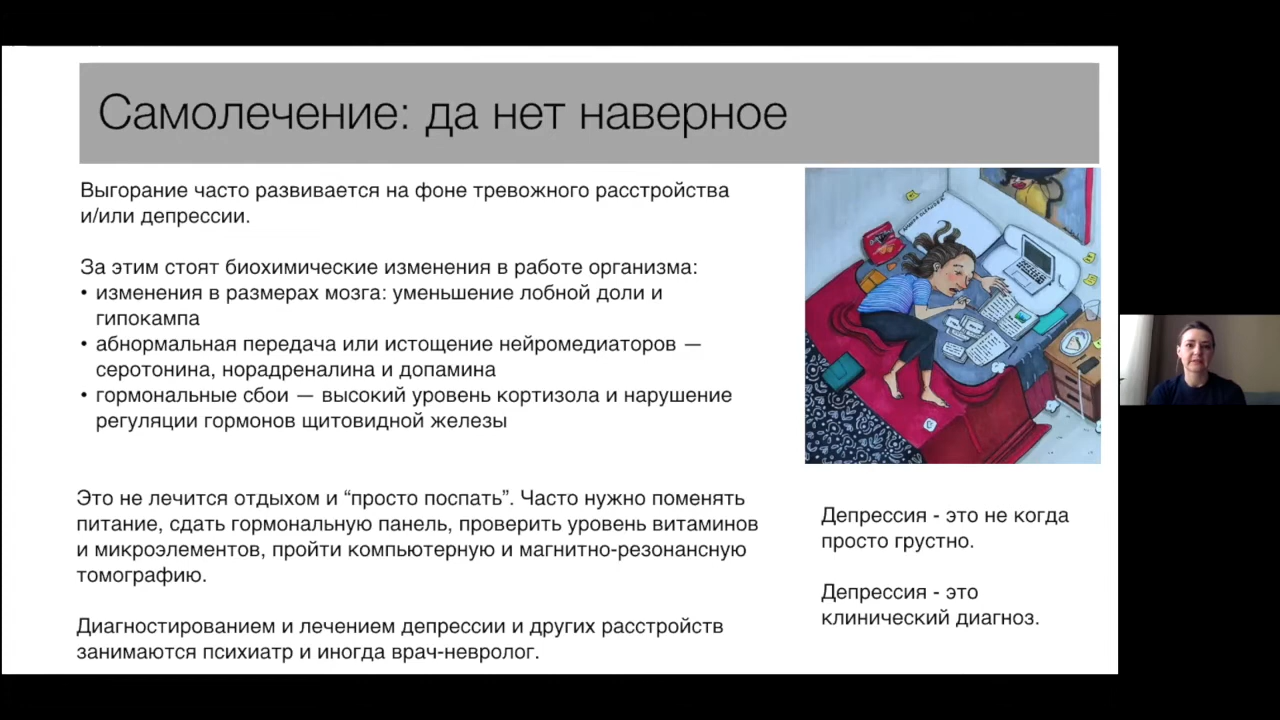 Самолечение: да нет наверное
Выгорание часто развивается на фоне тревожного расстройства
и/или депрессии.
За этим стоят биохимические изменения в работе организма:
• изменения в размерах мозга: уменьшение лобной доли и
гипокампа
• абнормальная передача или истощение нейромедиаторов —
серотонина, норадреналина и допамина
• гормональные сбои — высокий уровень кортизола и нарушение
регуляции гормонов щитовидной железы
Это не лечится отдыхом и “просто поспать”. Часто нужно поменять
питание, сдать гормональную панель, проверить уровень витаминов
и микроэлементов, пройти компьютерную и магнитно-резонансную
томографию.
Диагностированием и лечением депрессии и других расстройств
занимаются психиатр и иногда врач-невролог.
Депрессия - это не когда
просто грустно.
Депрессия - это
клинический диагноз.